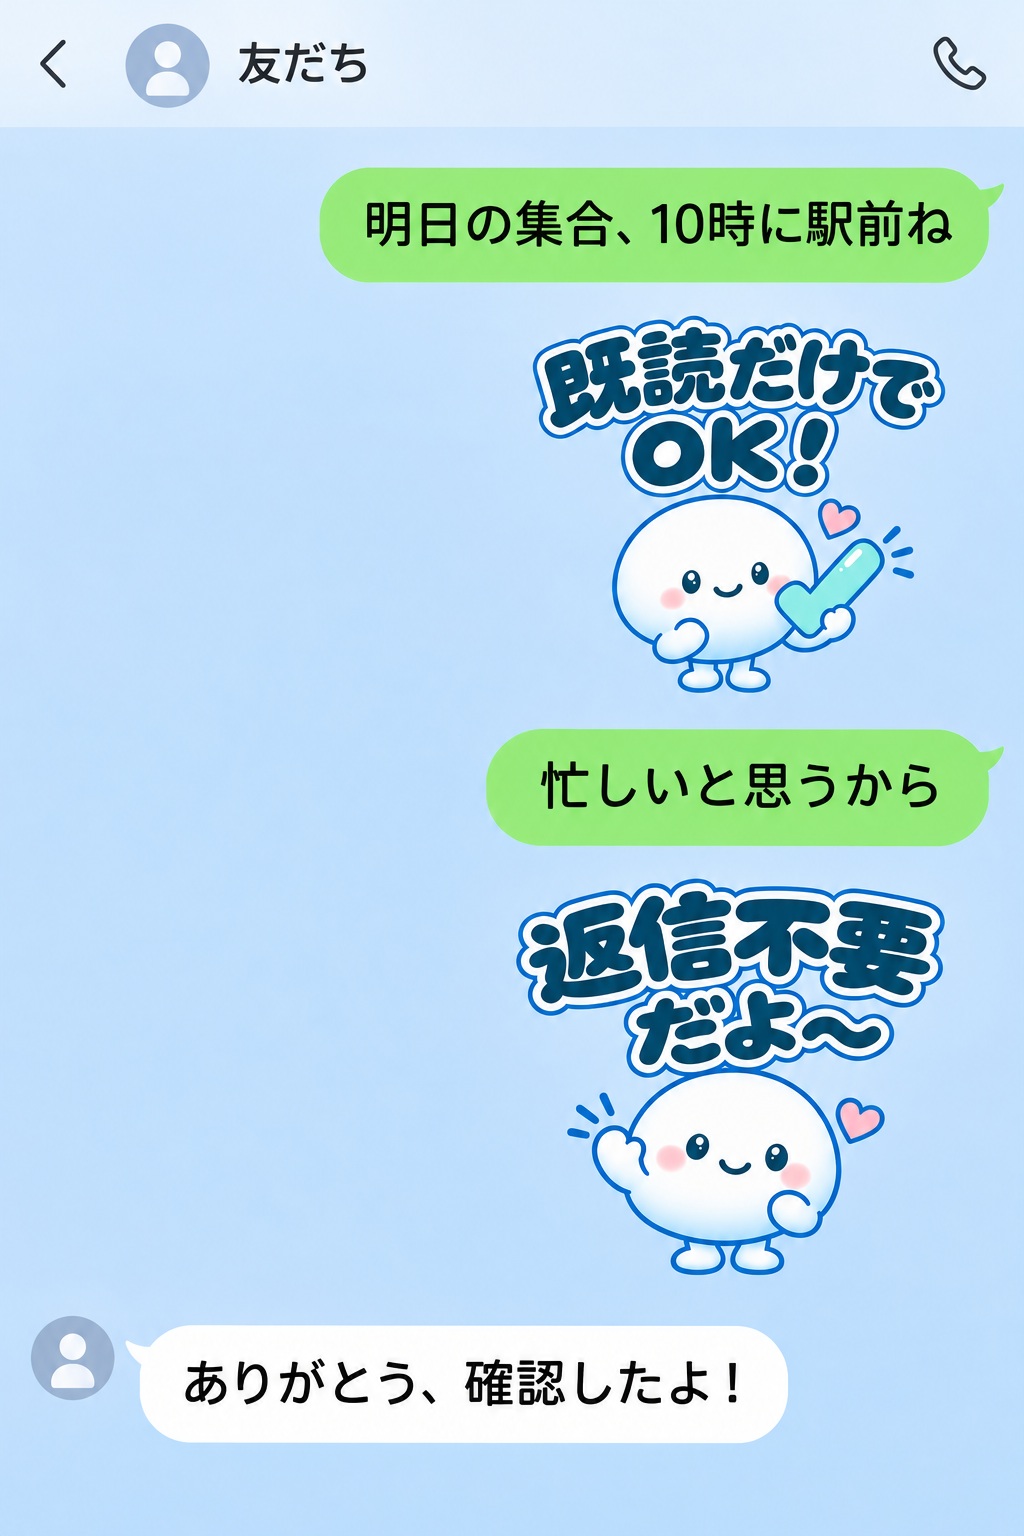 友だち
明日の集合、10時に駅前ね
既読だけで
OK!
忙しいと思うから
返信不要
だよ〜
ありがとう、確認したよ！